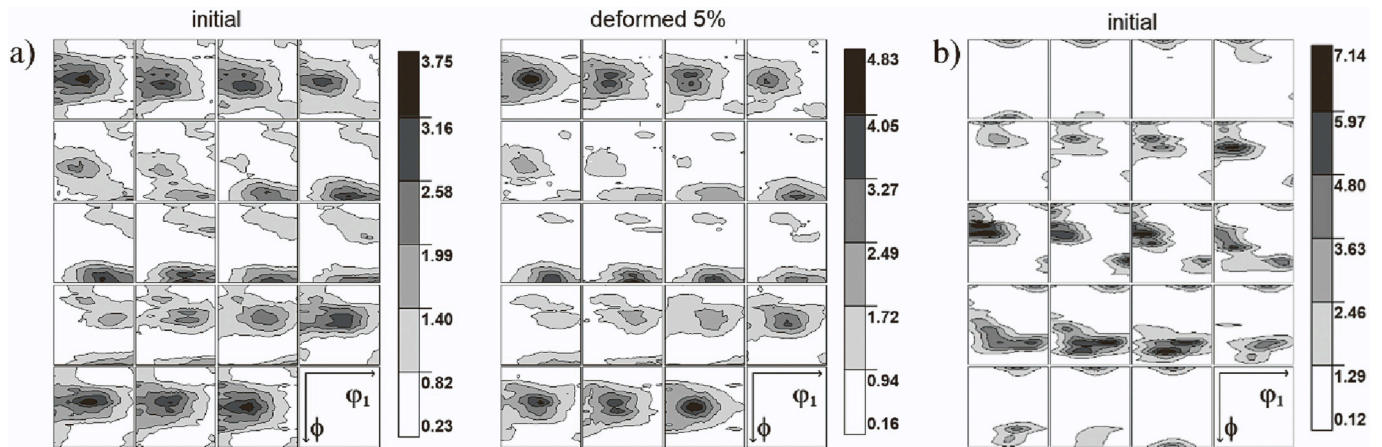 initial
deformed 5%
initial
a)
3.75
3.16
2.58
1.99
1.40
0.82
0.23
φ₁
ϕ
4.83
4.05
3.27
2.49
1.72
0.94
0.16
φ₁
ϕ
b)
7.14
5.97
4.80
3.63
2.46
1.29
0.12
φ₁
ϕ